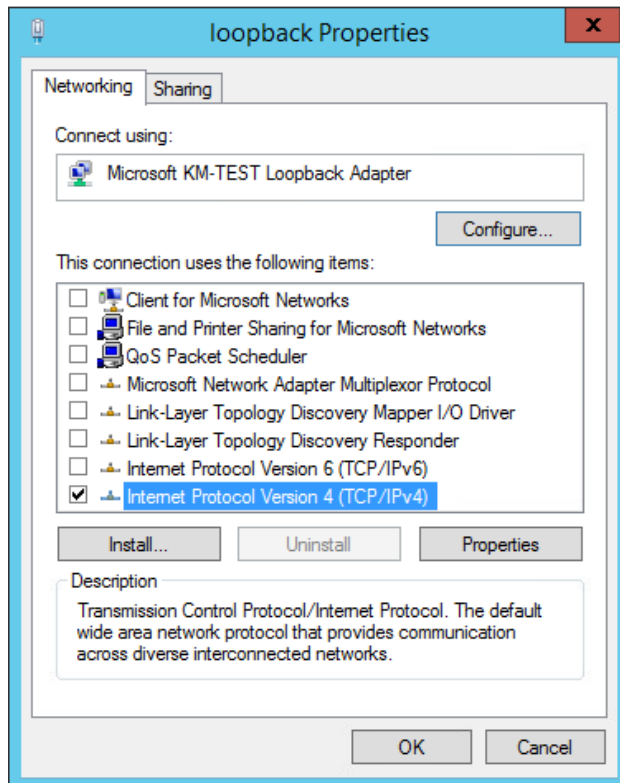 loopback Properties
x
Networking
Sharing
Connect using:
Microsoft KM-TEST Loopback Adapter
Configure...
This connection uses the following items:
Client for Microsoft Networks
File and Printer Sharing for Microsoft Networks
QoS Packet Scheduler
Microsoft Network Adapter Multiplexor Protocol
Link-Layer Topology Discovery Mapper I/O Driver
Link-Layer Topology Discovery Responder
Internet Protocol Version 6 (TCP/IPv6)
Internet Protocol Version 4 (TCP/IPv4)
Install...
Uninstall
Properties
Description
Transmission Control Protocol/Internet Protocol. The default
wide area network protocol that provides communication
across diverse interconnected networks.
OK
Cancel